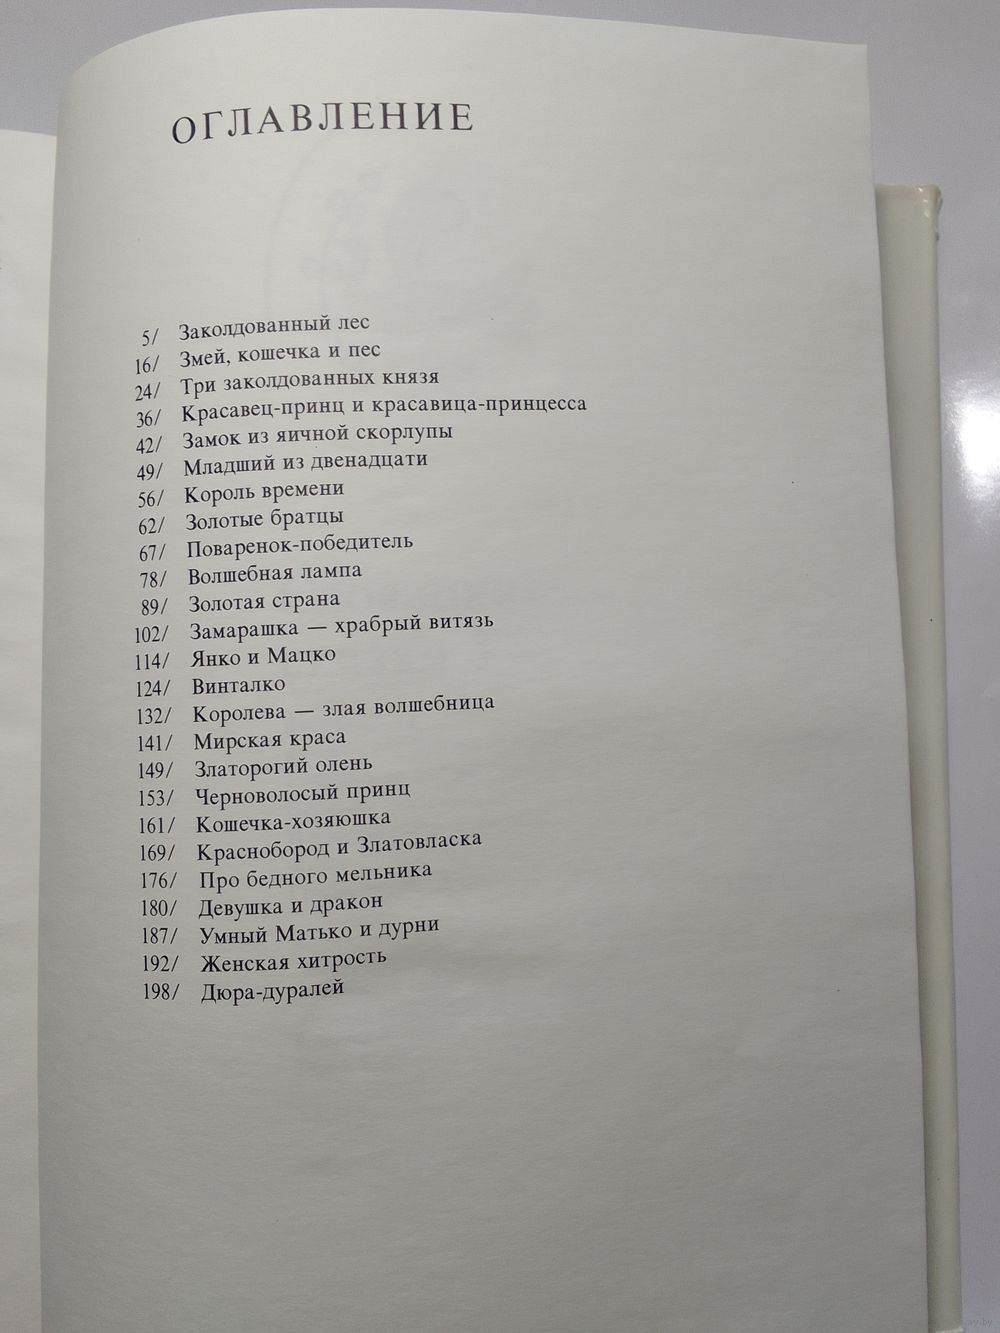 ОГЛАВЛЕНИЕ
5/ Заколдованный лес
16/ Змей, кошечка и пес
24/ Три заколдованных князя
36/ Красавец-принц и красавица-принцесса
42/ Замок из яичной скорлупы
49/ Младший из двенадцати
56/ Король времени
62/ Золотые братцы
67/ Поваренок-победитель
78/ Волшебная лампа
89/ Золотая страна
102/ Замарашка — храбрый витязь
114/ Янко и Мацко
124/ Винталко
132/ Королева — злая волшебница
141/ Мирская краса
149/ Златорогий олень
153/ Черноволосый принц
161/ Кошечка-хозяюшка
169/ Краснобород и Златовласка
176/ Про бедного мельника
180/ Девушка и дракон
187/ Умный Матько и дурни
192/ Женская хитрость
198/ Дюра-дуралей
ay.by